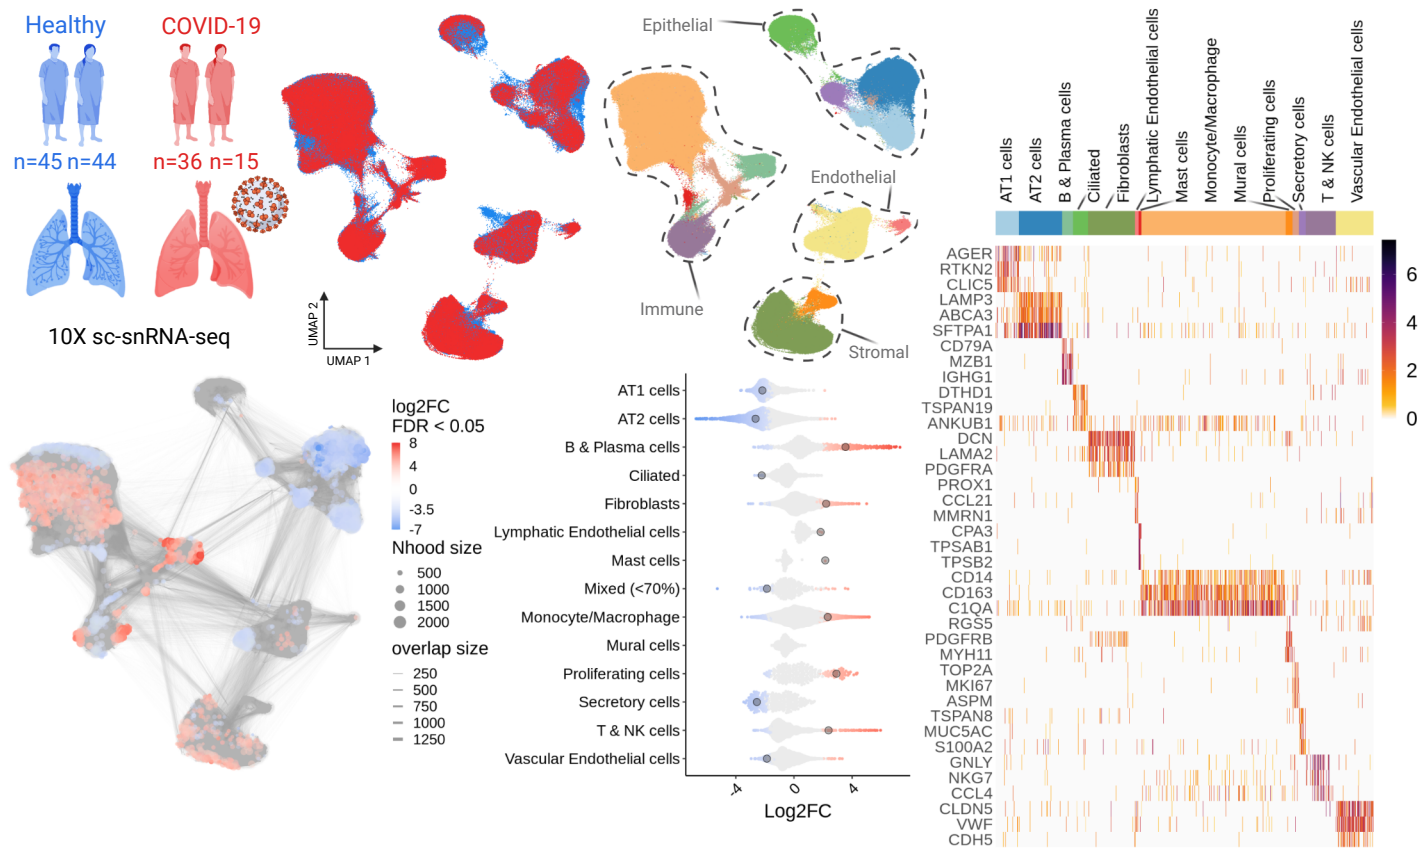 Healthy
COVID-19
n=45 n=44
n=36 n=15
10X sc-snRNA-seq
UMAP 2
UMAP 1
Epithelial
Endothelial
Immune
Stromal
AT1 cells
AT2 cells
B & Plasma cells
Ciliated
Fibroblasts
Lymphatic Endothelial cells
Mast cells
Monocyte/Macrophage
Mural cells
Proliferating cells
Secretory cells
T & NK cells
Vascular Endothelial cells
AGER
RTKN2
CLIC5
LAMP3
ABCA3
SFTPA1
CD79A
MZB1
IGHG1
DTHD1
TSPAN19
ANKUB1
DCN
LAMA2
PDGFRA
PROX1
CCL21
MMRN1
CPA3
TPSAB1
TPSB2
CD14
CD163
C1QA
RGS5
PDGFRB
MYH11
TOP2A
MKI67
ASPM
TSPAN8
MUC5AC
S100A2
GNLY
NKG7
CCL4
CLDN5
VWF
CDH5
6
4
2
0
log2FC
FDR < 0.05
8
4
0
-3.5
-7
Nhood size
500
1000
1500
2000
overlap size
250
500
750
1000
1250
AT1 cells
AT2 cells
B & Plasma cells
Ciliated
Fibroblasts
Lymphatic Endothelial cells
Mast cells
Mixed (<70%)
Monocyte/Macrophage
Mural cells
Proliferating cells
Secretory cells
T & NK cells
Vascular Endothelial cells
-4
0
4
Log2FC